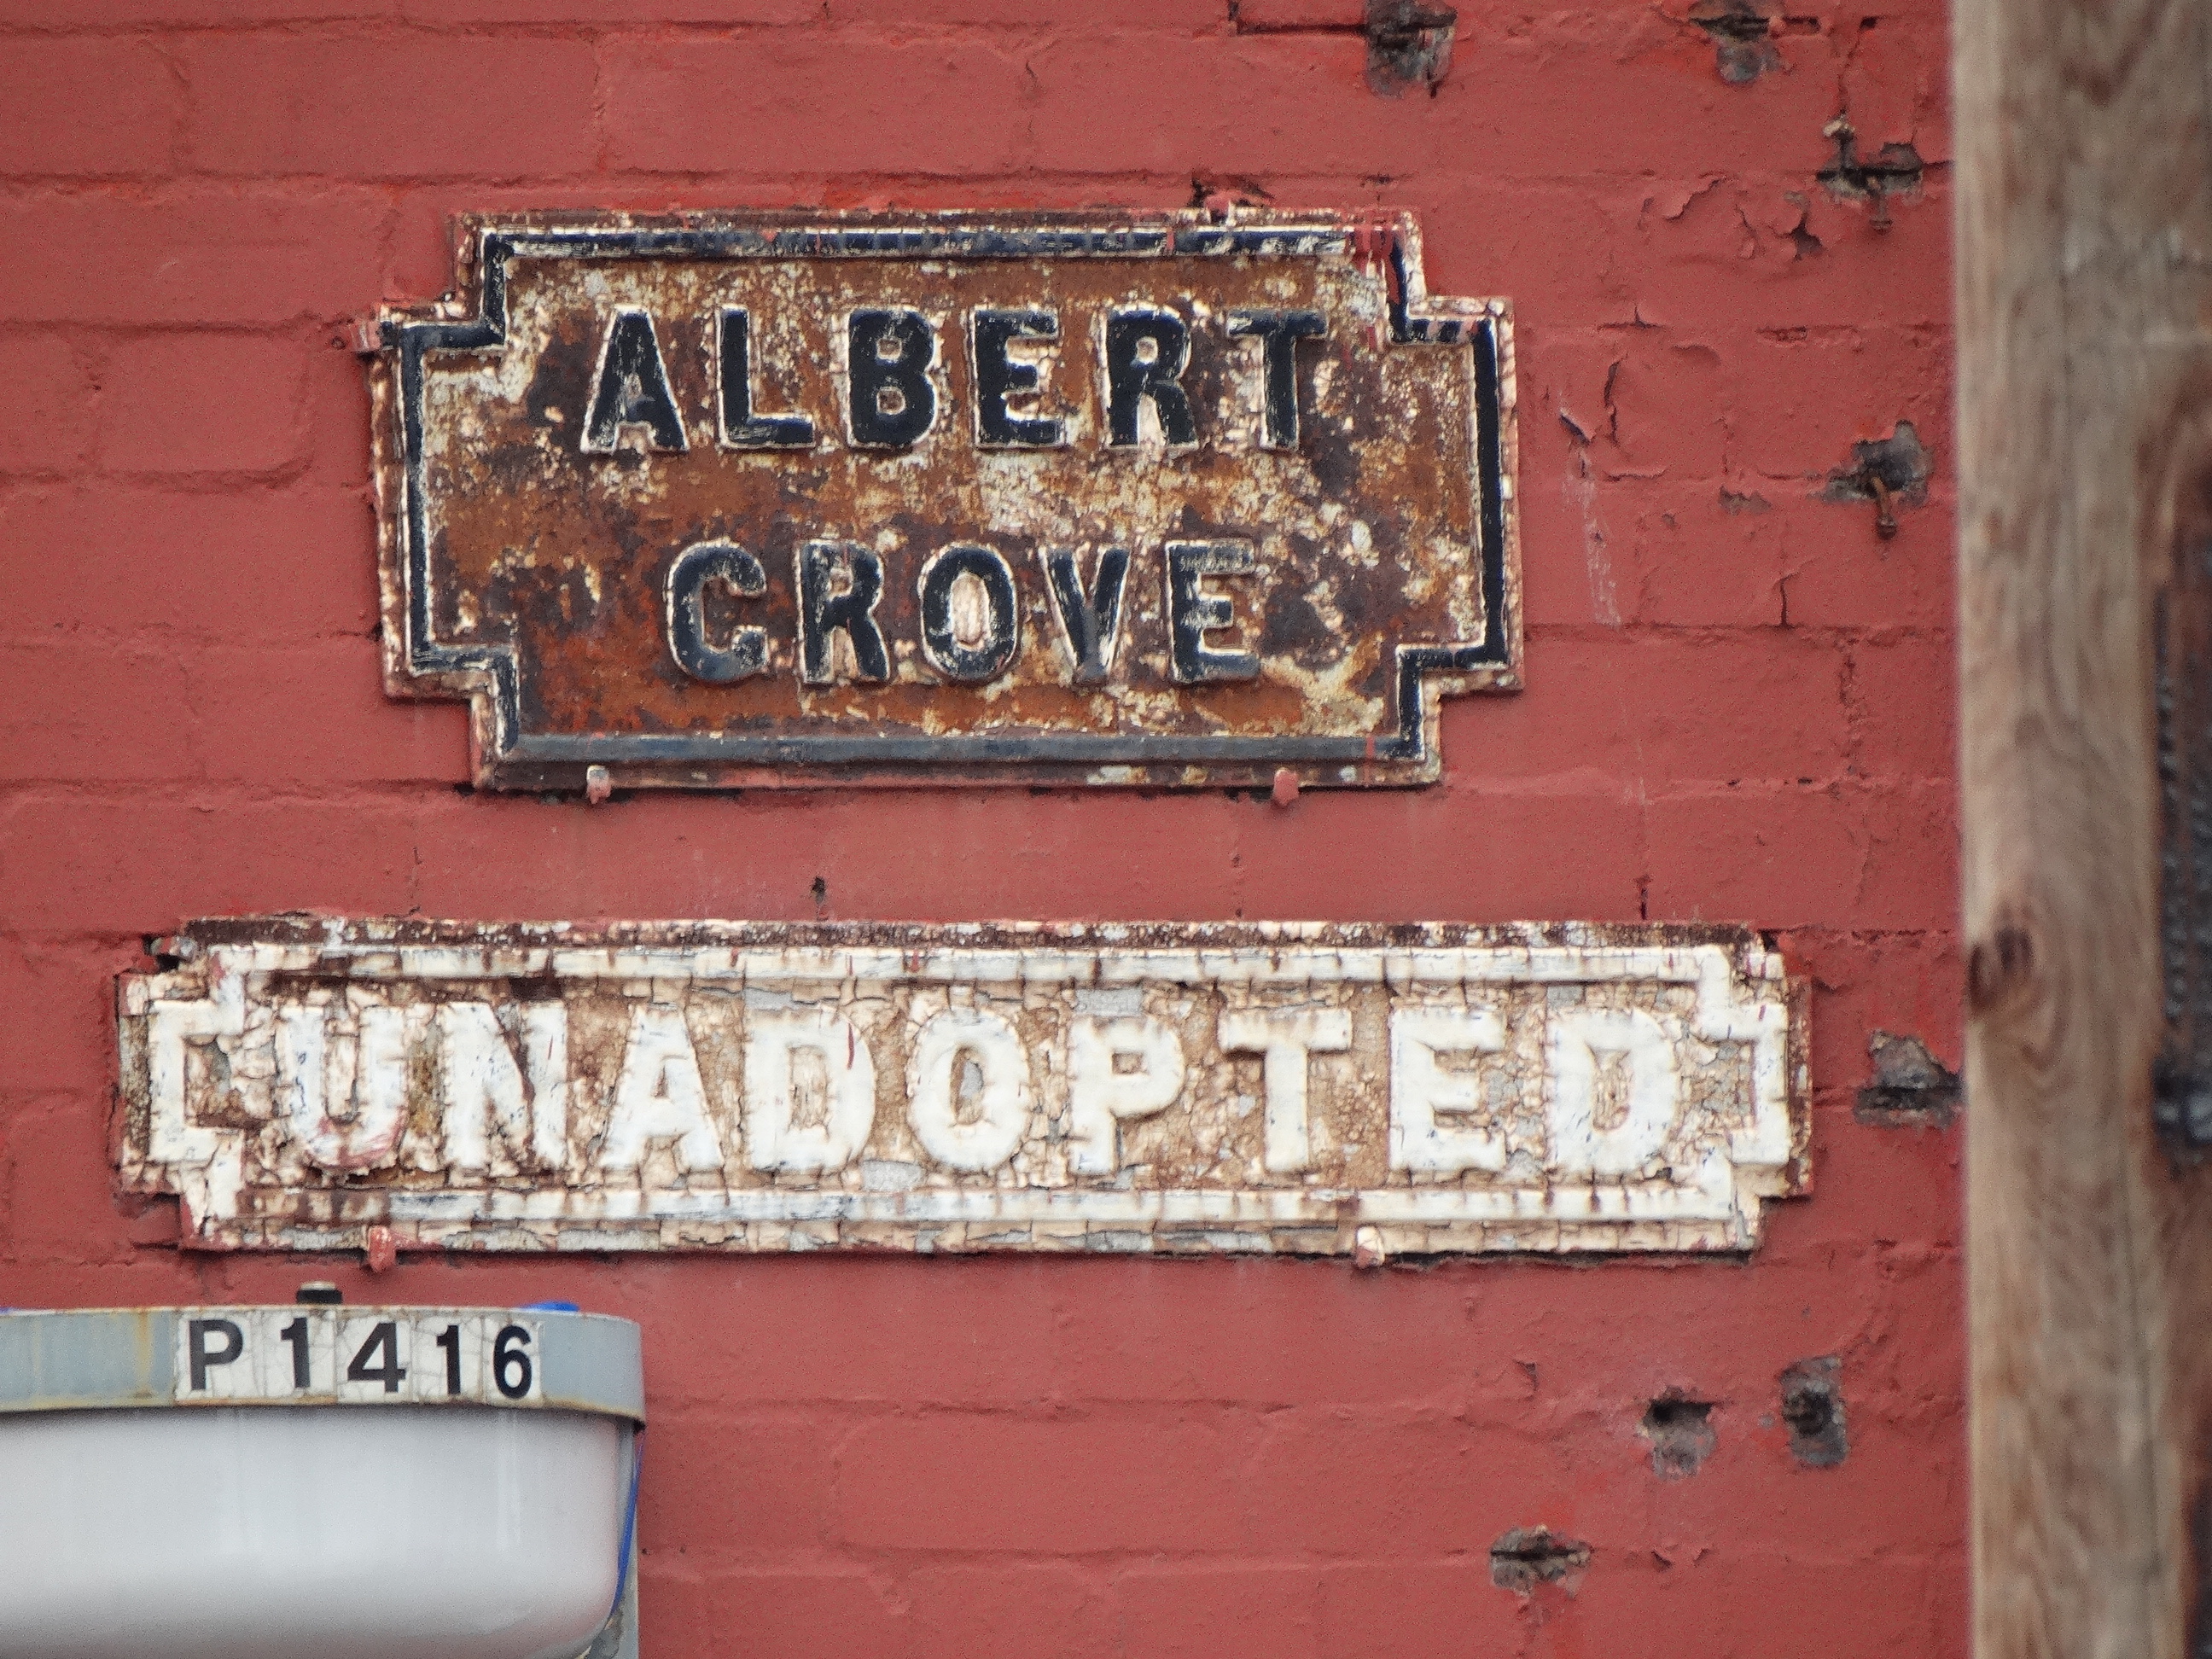 ALBERT
GROVE
UNADOPTED
P1416